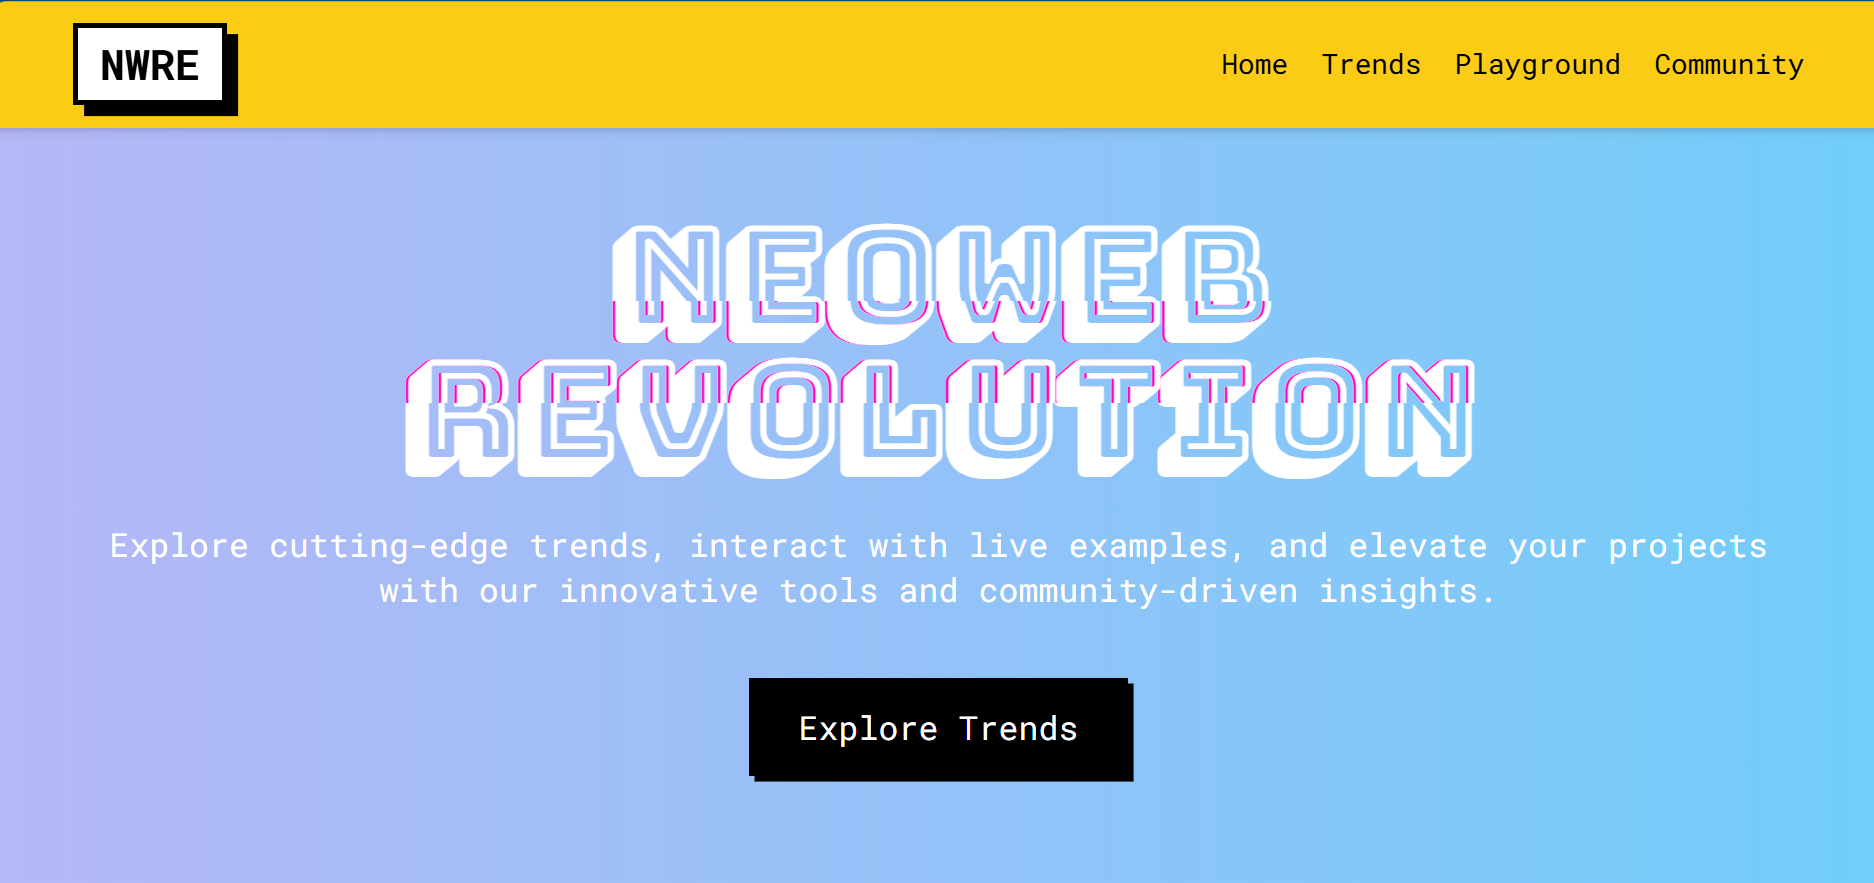 NWRE
Home Trends Playground Community
NEOWEB
REVOLUTION
Explore cutting-edge trends, interact with live examples, and elevate your projects
with our innovative tools and community-driven insights.
Explore Trends